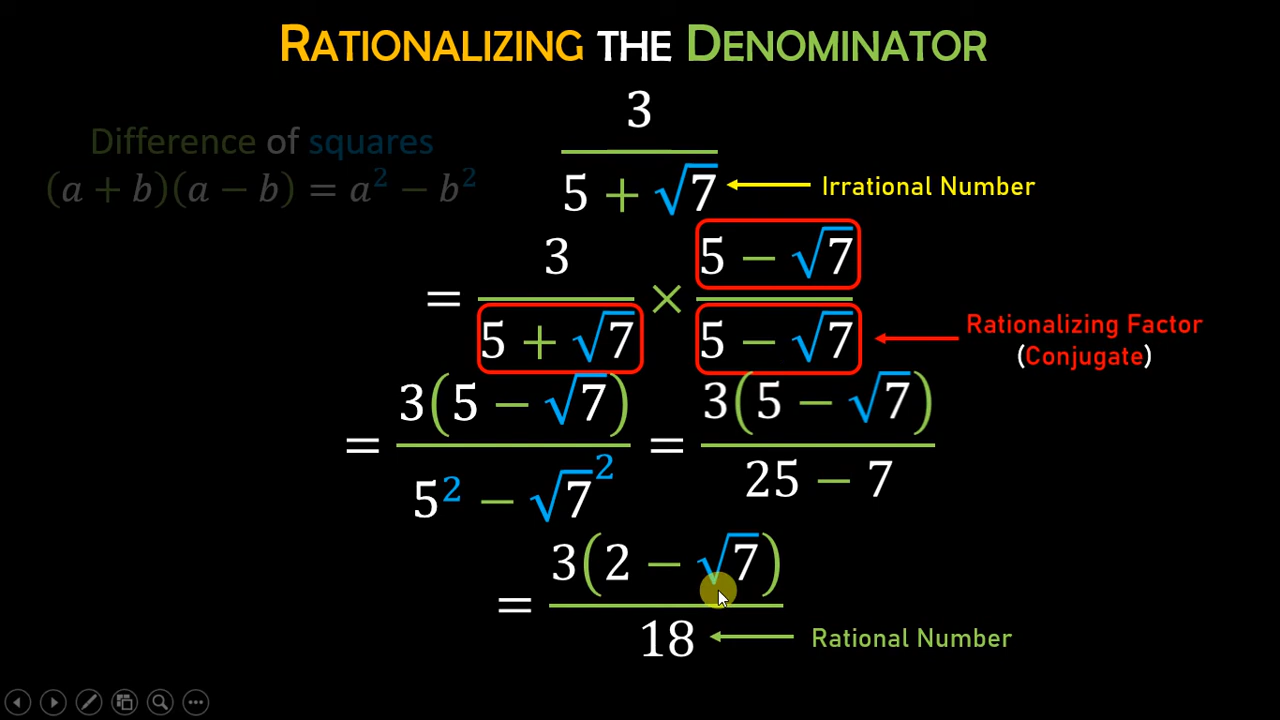 RATIONALIZING THE DENOMINATOR
Difference of squares
(a + b)(a − b) = a² − b²
3
5 + √7
Irrational Number
= 3/(5 + √7) × (5 − √7)/(5 − √7)
Rationalizing Factor
(Conjugate)
= 3(5 − √7)/(5² − √7²) = 3(5 − √7)/(25 − 7)
= 3(2 − √7)/18
Rational Number